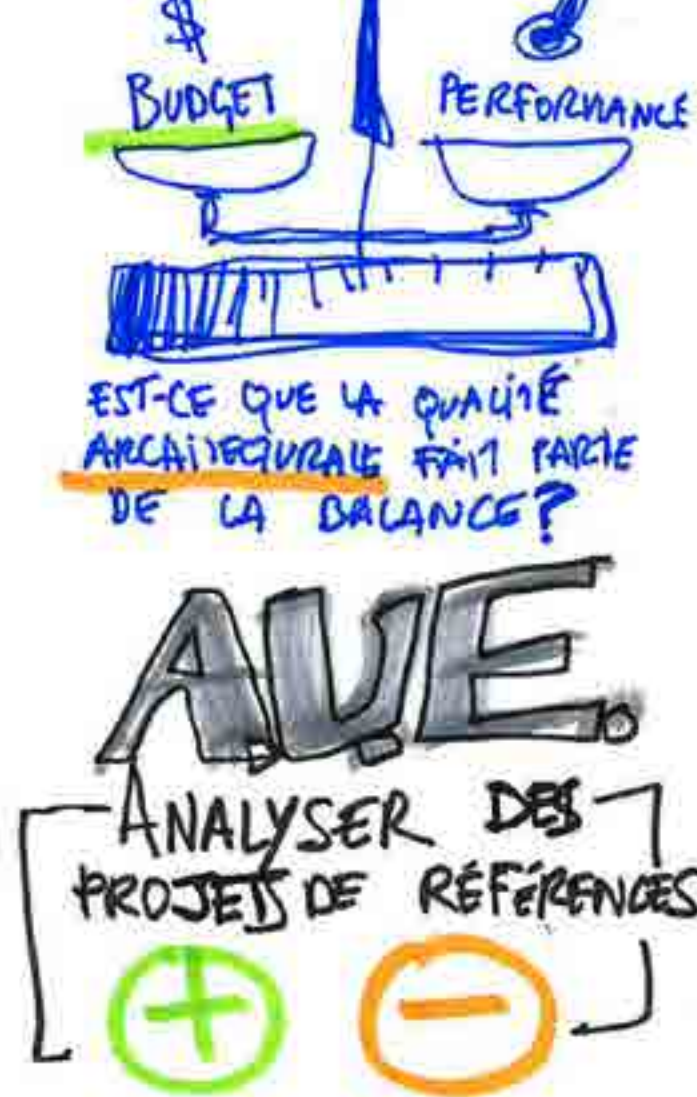 $
BUDGET
PERFORMANCE
EST-CE QUE LA QUALITÉ
ARCHITECTURALE FAIT PARTIE
DE LA BALANCE?
A.U.E.
ANALYSER DES
PROJETS DE RÉFÉRENCES
+ -